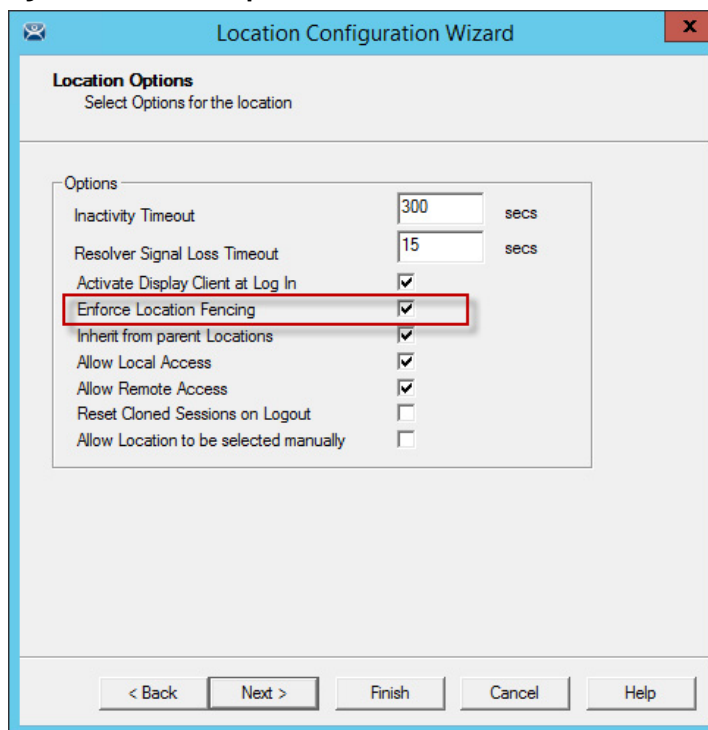 Location Configuration Wizard
x
Location Options
Select Options for the location
Options
Inactivity Timeout 300 secs
Resolver Signal Loss Timeout 15 secs
Activate Display Client at Log In
Enforce Location Fencing
Inherit from parent Locations
Allow Local Access
Allow Remote Access
Reset Cloned Sessions on Logout
Allow Location to be selected manually
< Back Next > Finish Cancel Help